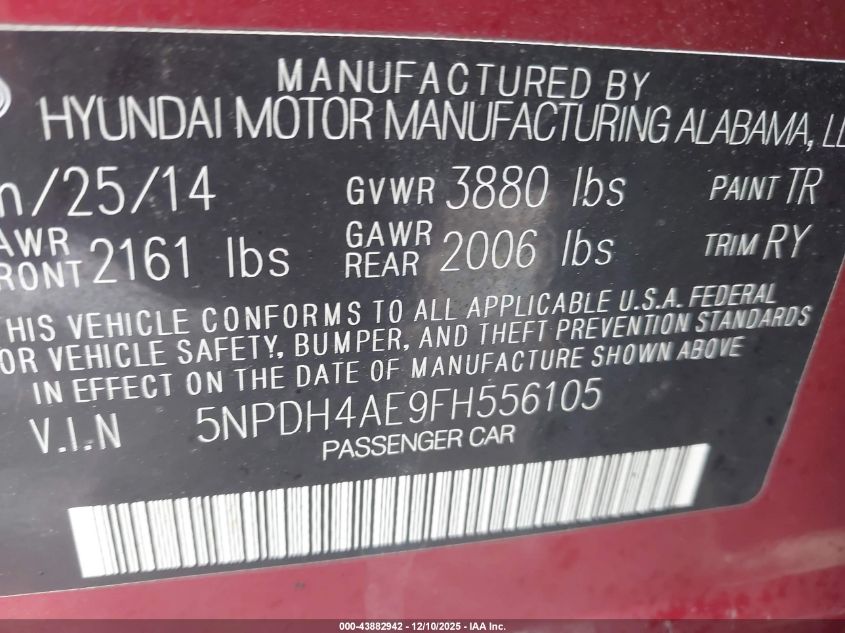 MANUFACTURED BY
HYUNDAI MOTOR MANUFACTURING ALABAMA,
/25/14 GVWR 3880 lbs PAINT TR
AWR FRONT 2161 lbs GAWR REAR 2006 lbs TRIM RY
THIS VEHICLE CONFORMS TO ALL APPLICABLE U.S.A. FEDERAL
OR VEHICLE SAFETY, BUMPER, AND THEFT PREVENTION STANDARDS
IN EFFECT ON THE DATE OF MANUFACTURE SHOWN ABOVE
V.I.N 5NPDH4AE9FH556105
PASSENGER CAR
000-43882942 - 12/10/2025 - IAA Inc.